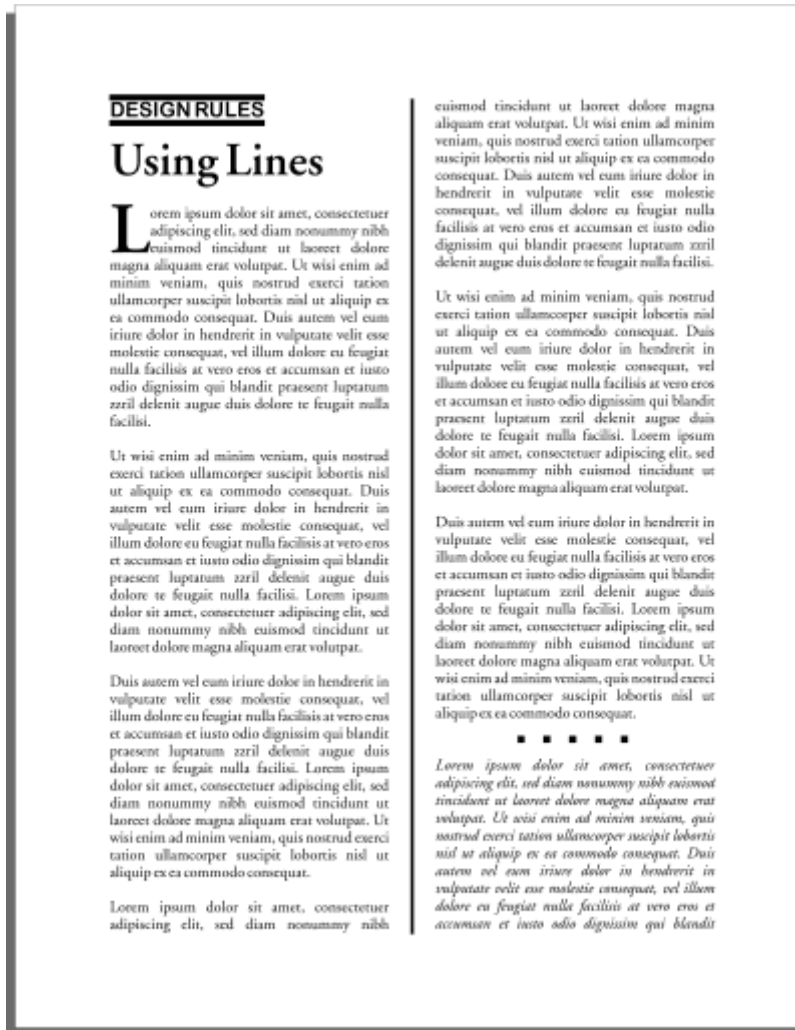 DESIGN RULES
Using Lines
Lorem ipsum dolor sit amet, consectetuer
adipiscing elit, sed diam nonummy nibh
euismod tincidunt ut laoreet dolore
magna aliquam erat volutpat. Ut wisi enim ad
minim veniam, quis nostrud exerci tation
ullamcorper suscipit lobortis nisl ut aliquip ex
ea commodo consequat. Duis autem vel eum
iriure dolor in hendrerit in vulputate velit esse
molestie consequat, vel illum dolore eu feugiat
nulla facilisis at vero eros et accumsan et iusto
odio dignissim qui blandit praesent luptatum
zzril delenit augue duis dolore te feugait nulla
facilisi.
Ut wisi enim ad minim veniam, quis nostrud
exerci tation ullamcorper suscipit lobortis nisl
ut aliquip ex ea commodo consequat. Duis
autem vel eum iriure dolor in hendrerit in
vulputate velit esse molestie consequat, vel
illum dolore eu feugiat nulla facilisis at vero eros
et accumsan et iusto odio dignissim qui blandit
praesent luptatum zzril delenit augue duis
dolore te feugait nulla facilisi. Lorem ipsum
dolor sit amet, consectetuer adipiscing elit, sed
diam nonummy nibh euismod tincidunt ut
laoreet dolore magna aliquam erat volutpat.
Duis autem vel eum iriure dolor in hendrerit in
vulputate velit esse molestie consequat, vel
illum dolore eu feugiat nulla facilisis at vero eros
et accumsan et iusto odio dignissim qui blandit
praesent luptatum zzril delenit augue duis
dolore te feugait nulla facilisi. Lorem ipsum
dolor sit amet, consectetuer adipiscing elit, sed
diam nonummy nibh euismod tincidunt ut
laoreet dolore magna aliquam erat volutpat. Ut
wisi enim ad minim veniam, quis nostrud exerci
tation ullamcorper suscipit lobortis nisl ut
aliquip ex ea commodo consequat.
Lorem ipsum dolor sit amet, consectetuer
adipiscing elit, sed diam nonummy nibh
euismod tincidunt ut laoreet dolore magna
aliquam erat volutpat. Ut wisi enim ad minim
veniam, quis nostrud exerci tation ullamcorper
suscipit lobortis nisl ut aliquip ex ea commodo
consequat. Duis autem vel eum iriure dolor in
hendrerit in vulputate velit esse molestie
consequat, vel illum dolore eu feugiat nulla
facilisis at vero eros et accumsan et iusto odio
dignissim qui blandit praesent luptatum zzril
delenit augue duis dolore te feugait nulla facilisi.
Ut wisi enim ad minim veniam, quis nostrud
exerci tation ullamcorper suscipit lobortis nisl
ut aliquip ex ea commodo consequat. Duis
autem vel eum iriure dolor in hendrerit in
vulputate velit esse molestie consequat, vel
illum dolore eu feugiat nulla facilisis at vero eros
et accumsan et iusto odio dignissim qui blandit
praesent luptatum zzril delenit augue duis
dolore te feugait nulla facilisi. Lorem ipsum
dolor sit amet, consectetuer adipiscing elit, sed
diam nonummy nibh euismod tincidunt ut
laoreet dolore magna aliquam erat volutpat.
Duis autem vel eum iriure dolor in hendrerit in
vulputate velit esse molestie consequat, vel
illum dolore eu feugiat nulla facilisis at vero eros
et accumsan et iusto odio dignissim qui blandit
praesent luptatum zzril delenit augue duis
dolore te feugait nulla facilisi. Lorem ipsum
dolor sit amet, consectetuer adipiscing elit, sed
diam nonummy nibh euismod tincidunt ut
laoreet dolore magna aliquam erat volutpat. Ut
wisi enim ad minim veniam, quis nostrud exerci
tation ullamcorper suscipit lobortis nisl ut
aliquip ex ea commodo consequat.
Lorem ipsum dolor sit amet, consectetuer
adipiscing elit, sed diam nonummy nibh euismod
tincidunt ut laoreet dolore magna aliquam erat
volutpat. Ut wisi enim ad minim veniam, quis
nostrud exerci tation ullamcorper suscipit lobortis
nisl ut aliquip ex ea commodo consequat. Duis
autem vel eum iriure dolor in hendrerit in
vulputate velit esse molestie consequat, vel illum
dolore eu feugiat nulla facilisis at vero eros et
accumsan et iusto odio dignissim qui blandit